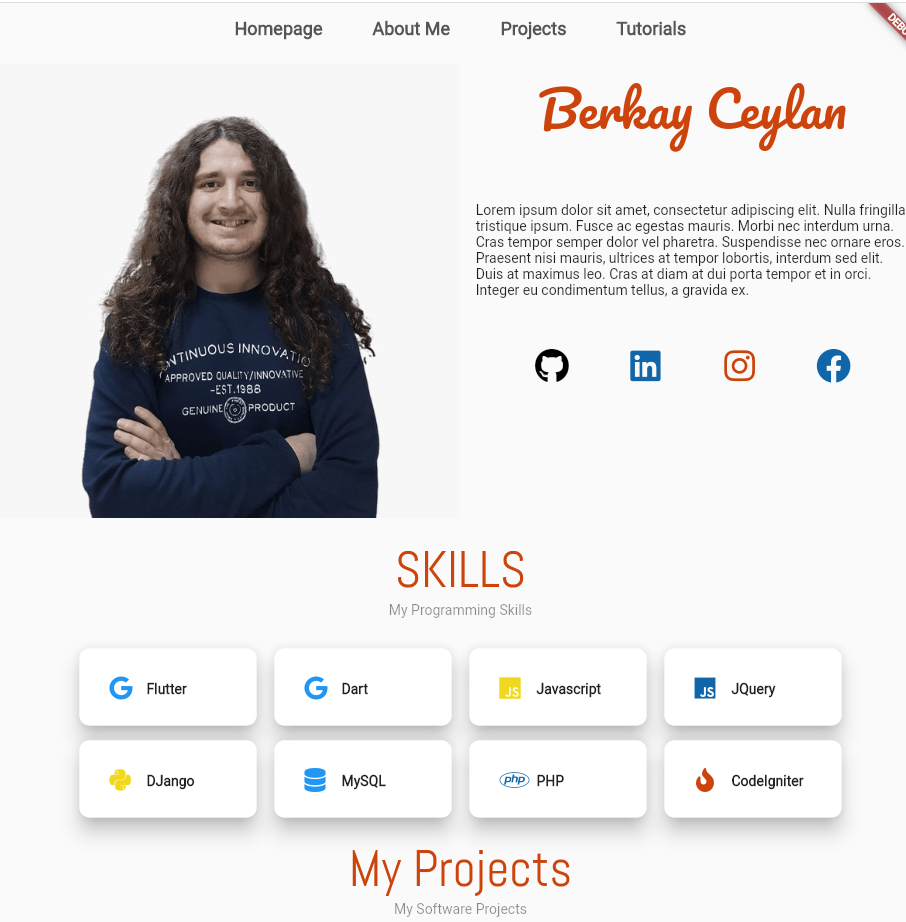 Homepage About Me Projects Tutorials
Berkay Ceylan
Lorem ipsum dolor sit amet, consectetur adipiscing elit. Nulla fringilla
tristique ipsum. Fusce ac egestas mauris. Morbi nec interdum urna.
Cras tempor semper dolor vel pharetra. Suspendisse nec ornare eros.
Praesent nisi mauris, ultrices at tempor lobortis, interdum sed elit.
Duis at maximus leo. Cras at diam at dui porta tempor et in orci.
Integer eu condimentum tellus, a gravida ex.
NTINUOUS INNOVATIO
APPROVED QUALITY/INNOVATIVE
-EST.1988
GENUINE PRODUCT
in
SKILLS
My Programming Skills
G Flutter
G Dart
JS Javascript
JS JQuery
DJango
MySQL
php PHP
CodeIgniter
My Projects
My Software Projects